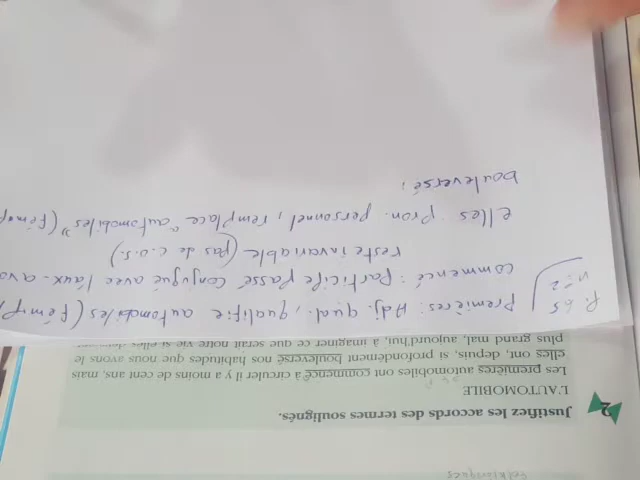 techniques
2 Justifiez les accords des termes soulignés.
L'AUTOMOBILE
Les premières automobiles ont commencé à circuler il y a moins de cent ans, mais
elles ont, depuis, si profondément bouleversé nos habitudes que nous avons le
plus grand mal, aujourd'hui, à imaginer ce que serait notre vie si elles
P. 65
n° = 2
Premières : Adj. qual., qualifie automobiles (fém. P
commencé : Participe passé conjugué avec l'aux. avo
reste invariable (pas de C.O.S.)
elles Pron. personnel, remplace "automobiles" (fém. P
bouleversé :